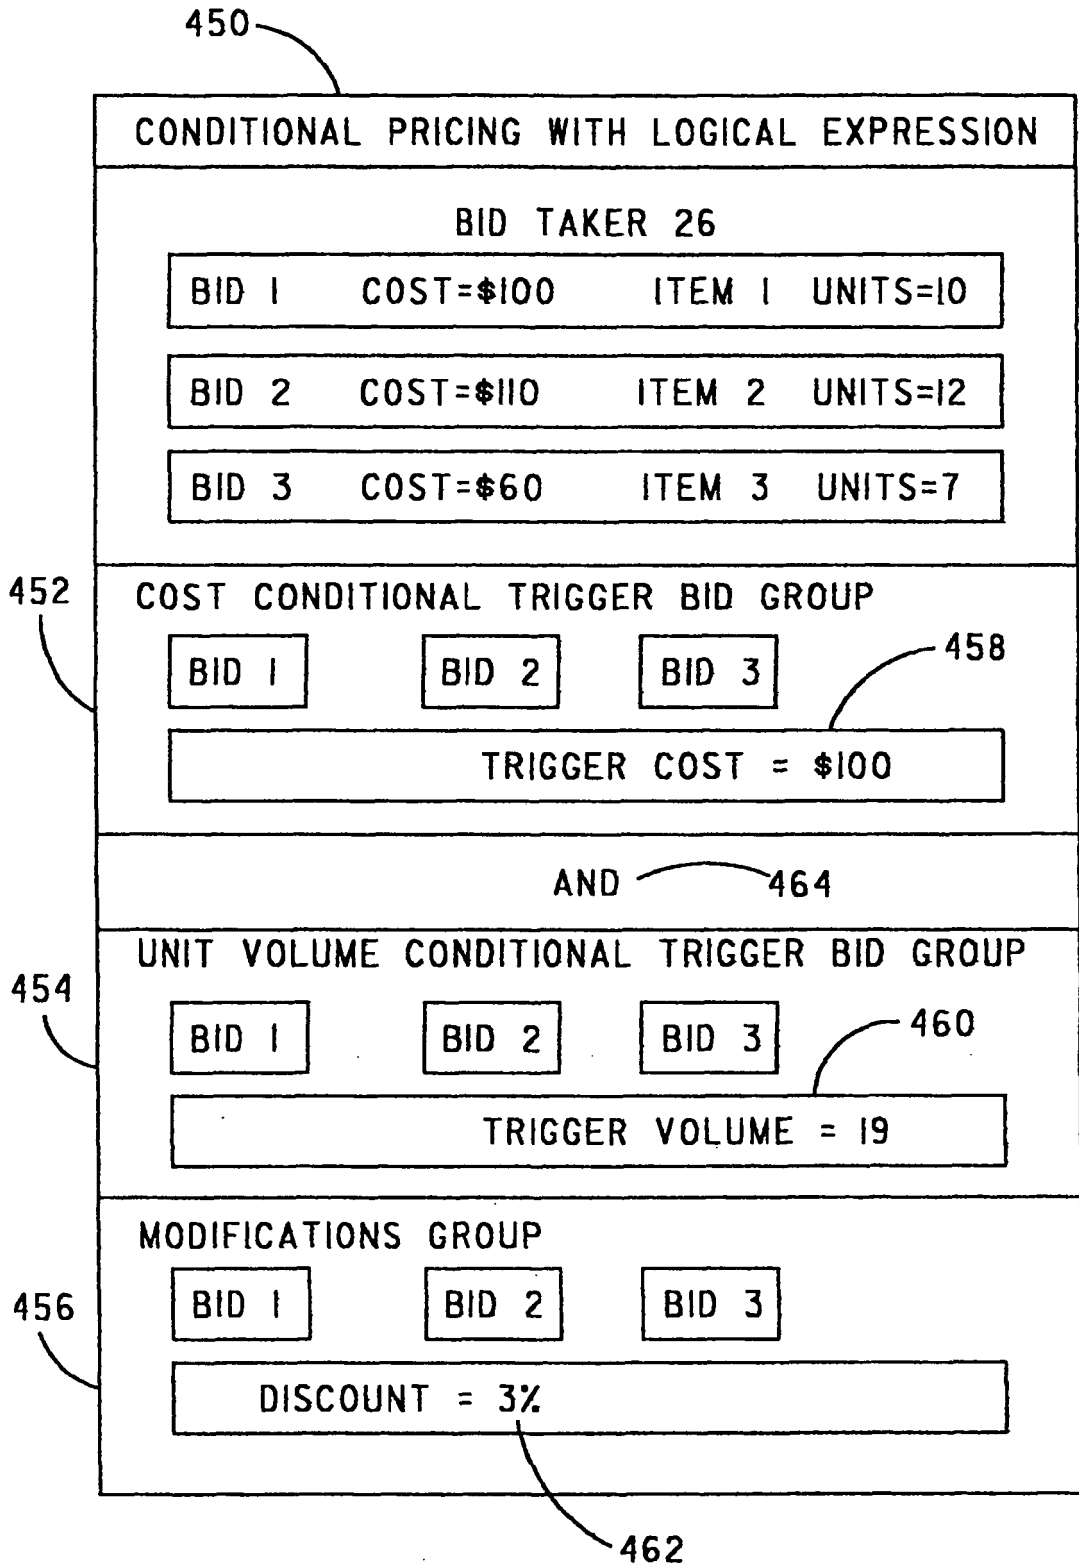 450
CONDITIONAL PRICING WITH LOGICAL EXPRESSION
BID TAKER 26
BID 1 COST=$100 ITEM 1 UNITS=10
BID 2 COST=$110 ITEM 2 UNITS=12
BID 3 COST=$60 ITEM 3 UNITS=7
452
COST CONDITIONAL TRIGGER BID GROUP
BID 1 BID 2 BID 3
458
TRIGGER COST = $100
AND 464
UNIT VOLUME CONDITIONAL TRIGGER BID GROUP
454
BID 1 BID 2 BID 3
460
TRIGGER VOLUME = 19
MODIFICATIONS GROUP
456
BID 1 BID 2 BID 3
DISCOUNT = 3%
462